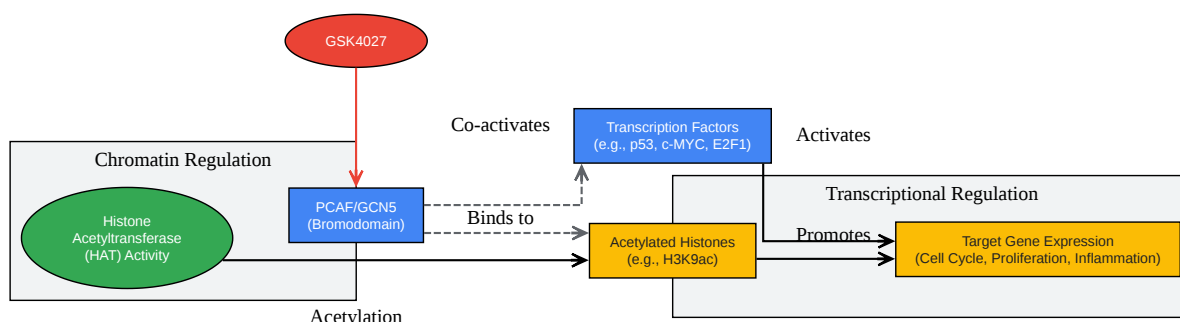 GSK4027
Co-activates
Transcription Factors
(e.g., p53, c-MYC, E2F1)
Activates
Chromatin Regulation
Transcriptional Regulation
Histone
Acetyltransferase
(HAT) Activity
PCAF/GCN5
(Bromodomain)
Binds to
Acetylated Histones
(e.g., H3K9ac)
Promotes
Target Gene Expression
(Cell Cycle, Proliferation, Inflammation)
Acetylation